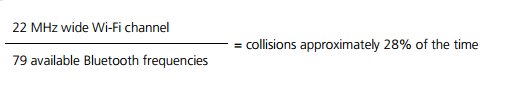 22 MHz wide Wi-Fi channel
= collisions approximately 28% of the time
79 available Bluetooth frequencies